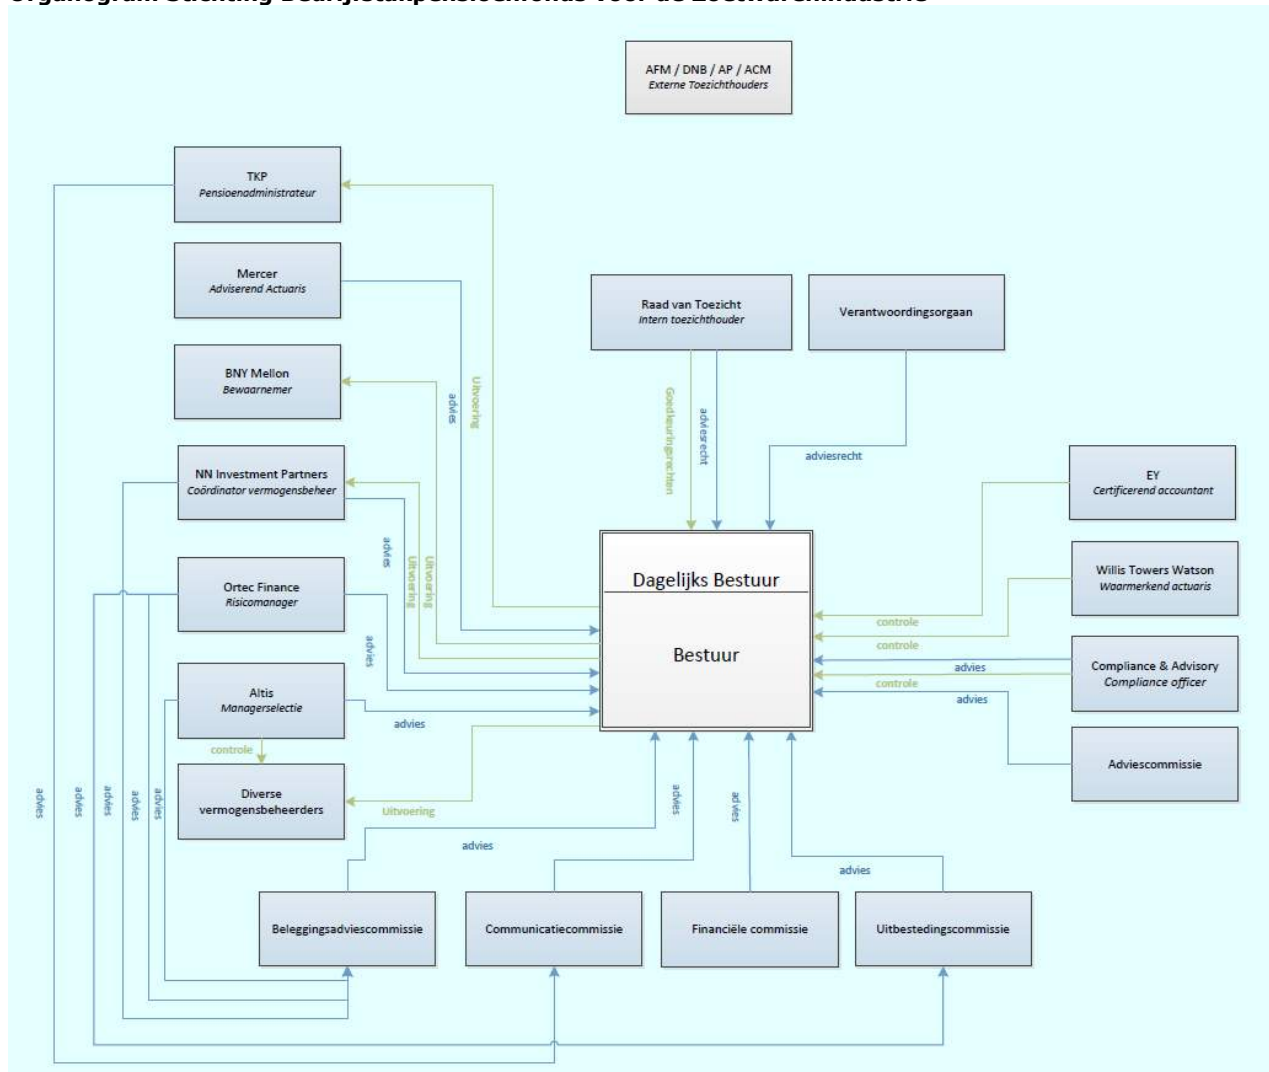 Organogram Stichting Bedrijfstakpensioenfonds voor de Zoetwarenindustrie
AFM / DNB / AP / ACM
Externe Toezichthouders
TKP
Pensioenadministrateur
Mercer
Adviserend Actuaris
Raad van Toezicht
Intern toezichthouder
Verantwoordingsorgaan
BNY Mellon
Bewaarnemer
advies
Uitvoering
Goedkeuringsrechten
adviesrecht
adviesrecht
NN Investment Partners
Coördinator vermogensbeheer
EY
Certificerend accountant
advies
Uitvoering
Uitvoering
Ortec Finance
Risicomanager
Dagelijks Bestuur
Bestuur
Willis Towers Watson
Waarmerkend actuaris
controle
controle
advies
advies
controle
advies
Compliance & Advisory
Compliance officer
Altis
Managerselectie
advies
controle
Adviescommissie
Diverse
vermogensbeheerders
Uitvoering
advies
advies
advies
advies
advies
advies
advies
advies
advies
Beleggingsadviescommissie
Communicatiecommissie
Financiële commissie
Uitbestedingscommissie